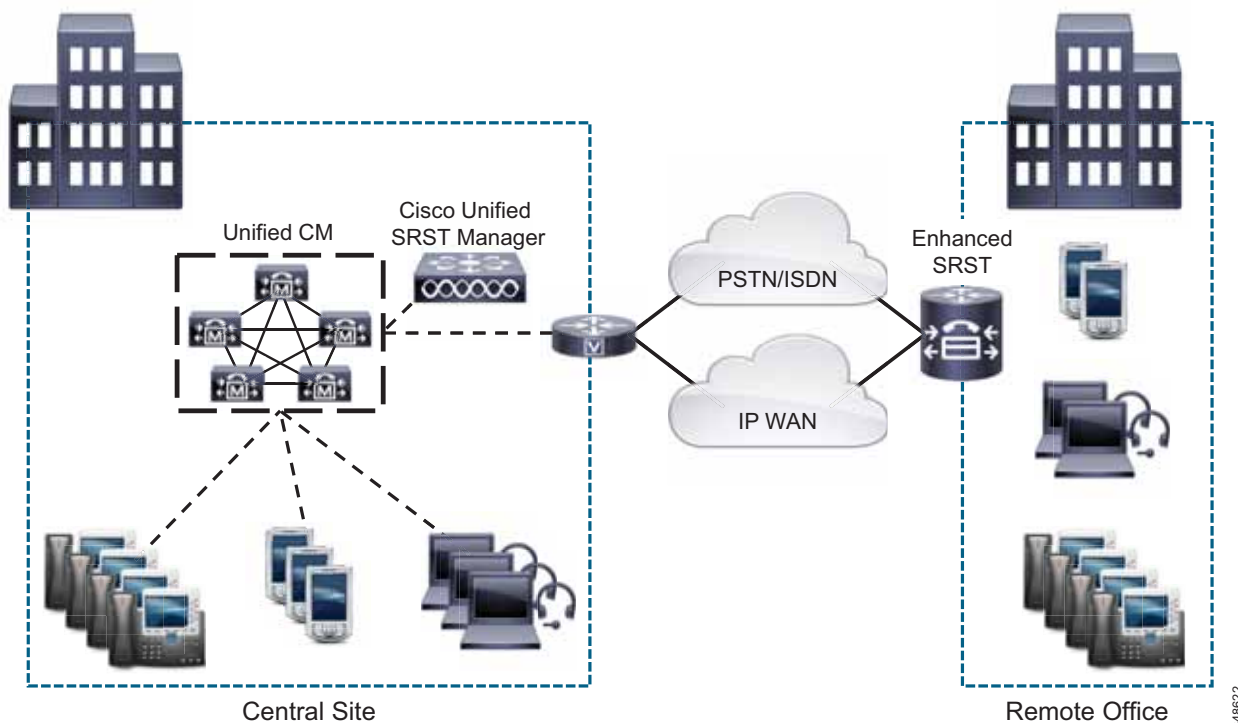 Unified CM
Cisco Unified
SRST Manager
M
M
M
M
M
V
PSTN/ISDN
IP WAN
Enhanced
SRST
Central Site
Remote Office